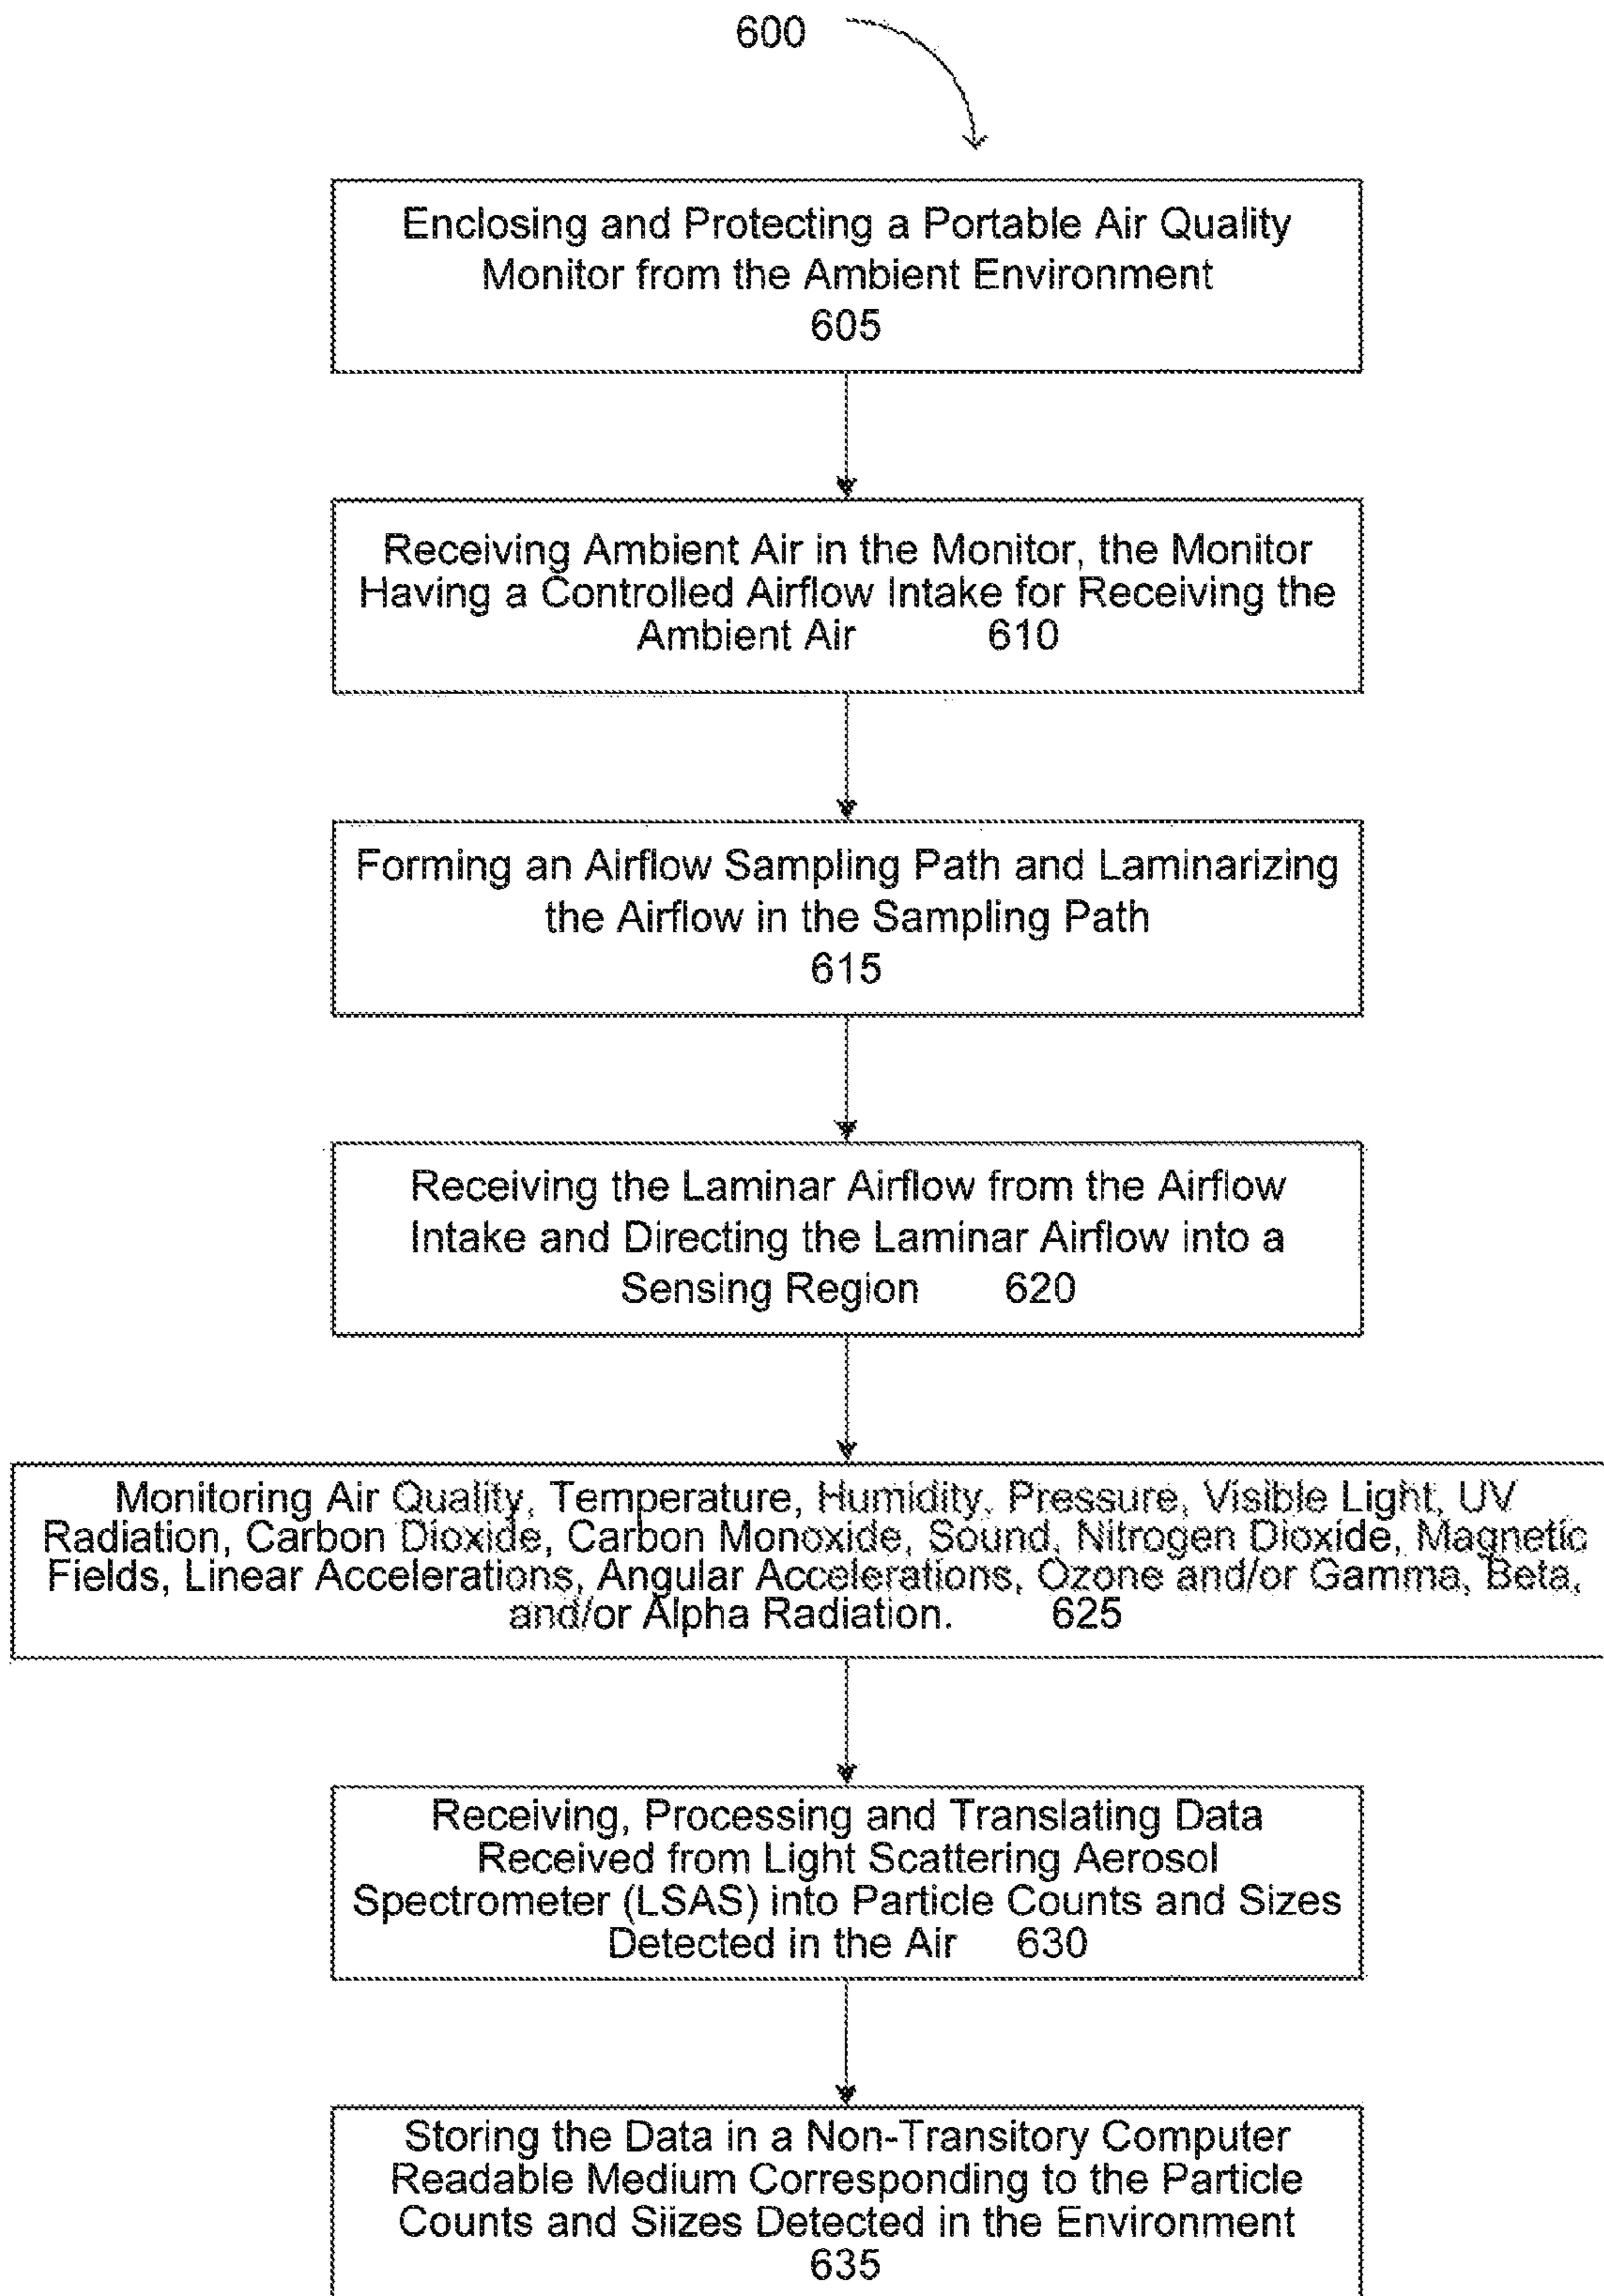 600
Enclosing and Protecting a Portable Air Quality
Monitor from the Ambient Environment
605
Receiving Ambient Air in the Monitor, the Monitor
Having a Controlled Airflow Intake for Receiving the
Ambient Air 610
Forming an Airflow Sampling Path and Laminarizing
the Airflow in the Sampling Path
615
Receiving the Laminar Airflow from the Airflow
Intake and Directing the Laminar Airflow into a
Sensing Region 620
Monitoring Air Quality, Temperature, Humidity, Pressure, Visible Light, UV
Radiation, Carbon Dioxide, Carbon Monoxide, Sound, Nitrogen Dioxide, Magnetic
Fields, Linear Accelerations, Angular Accelerations, Ozone and/or Gamma, Beta,
and/or Alpha Radiation. 625
Receiving, Processing and Translating Data
Received from Light Scattering Aerosol
Spectrometer (LSAS) into Particle Counts and Sizes
Detected in the Air 630
Storing the Data in a Non-Transitory Computer
Readable Medium Corresponding to the Particle
Counts and Siizes Detected in the Environment
635